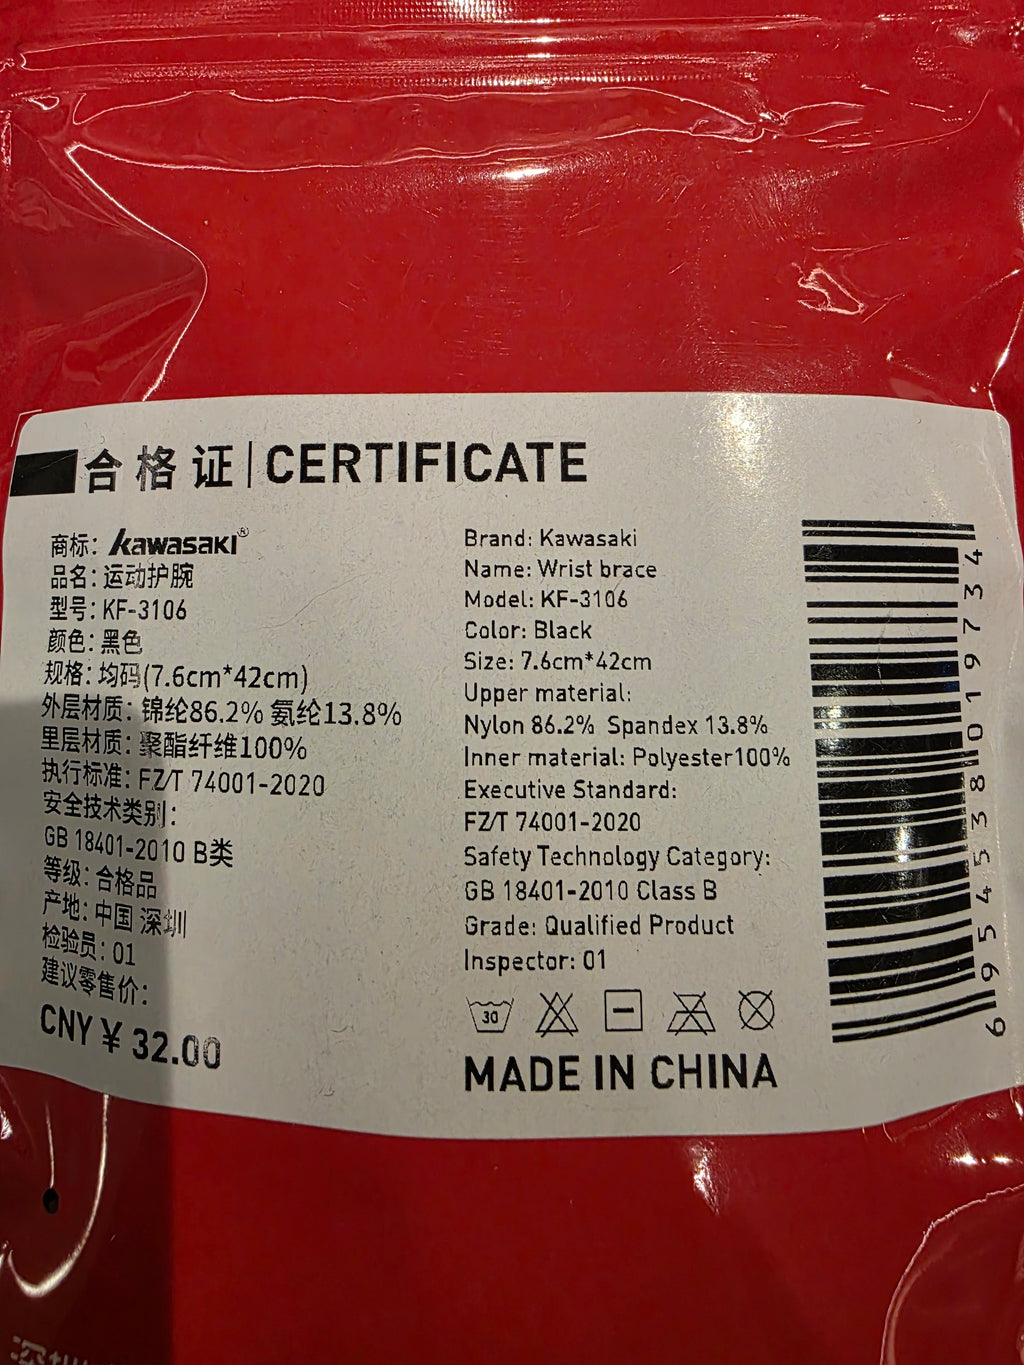 合格证|CERTIFICATE
商标：kawasaki®
品名：运动护腕
型号：KF-3106
颜色：黑色
规格：均码(7.6cm*42cm)
外层材质：锦纶86.2% 氨纶13.8%
里层材质：聚酯纤维100%
执行标准：FZ/T 74001-2020
安全技术类别：
GB 18401-2010 B类
等级：合格品
产地：中国 深圳
检验员：01
建议零售价：
CNY ¥ 32.00
Brand: Kawasaki
Name: Wrist brace
Model: KF-3106
Color: Black
Size: 7.6cm*42cm
Upper material:
Nylon 86.2% Spandex 13.8%
Inner material: Polyester100%
Executive Standard:
FZ/T 74001-2020
Safety Technology Category:
GB 18401-2010 Class B
Grade: Qualified Product
Inspector: 01
30
MADE IN CHINA
6954538019734